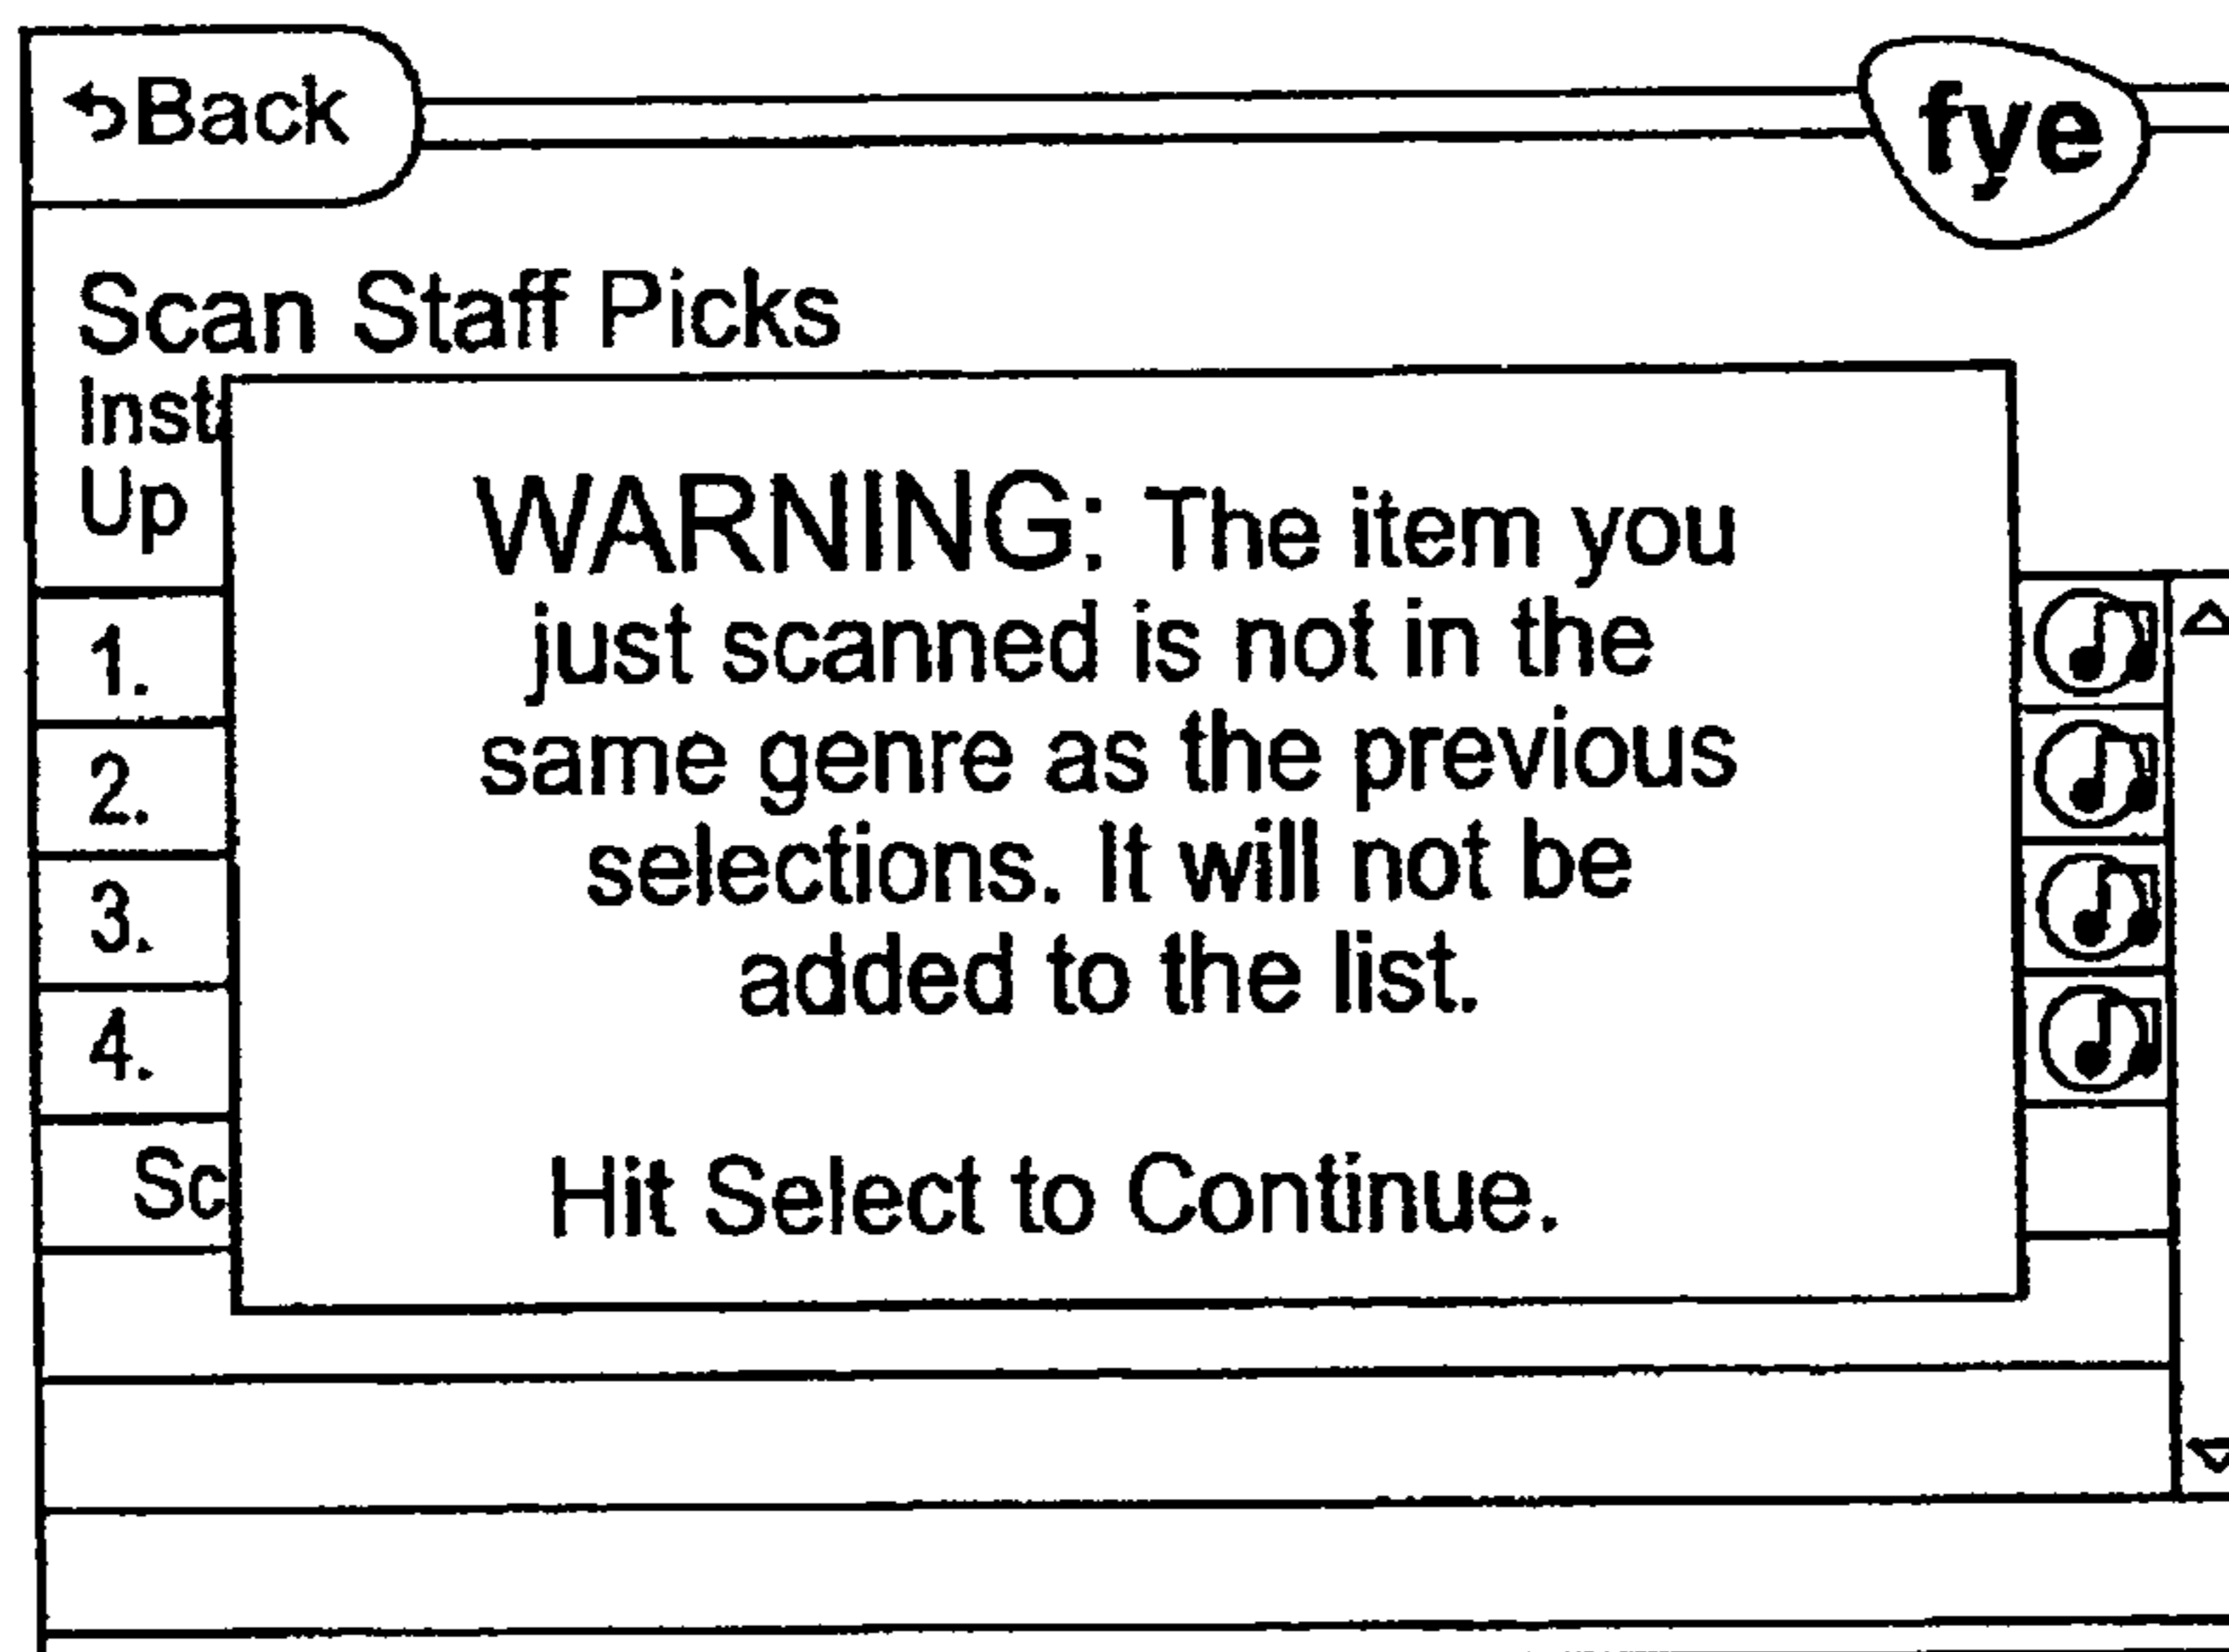 Back
fye
Scan Staff Picks
Inst
Up
WARNING: The item you
just scanned is not in the
same genre as the previous
selections. It will not be
added to the list.
Hit Select to Continue.
1.
2.
3.
4.
Sc